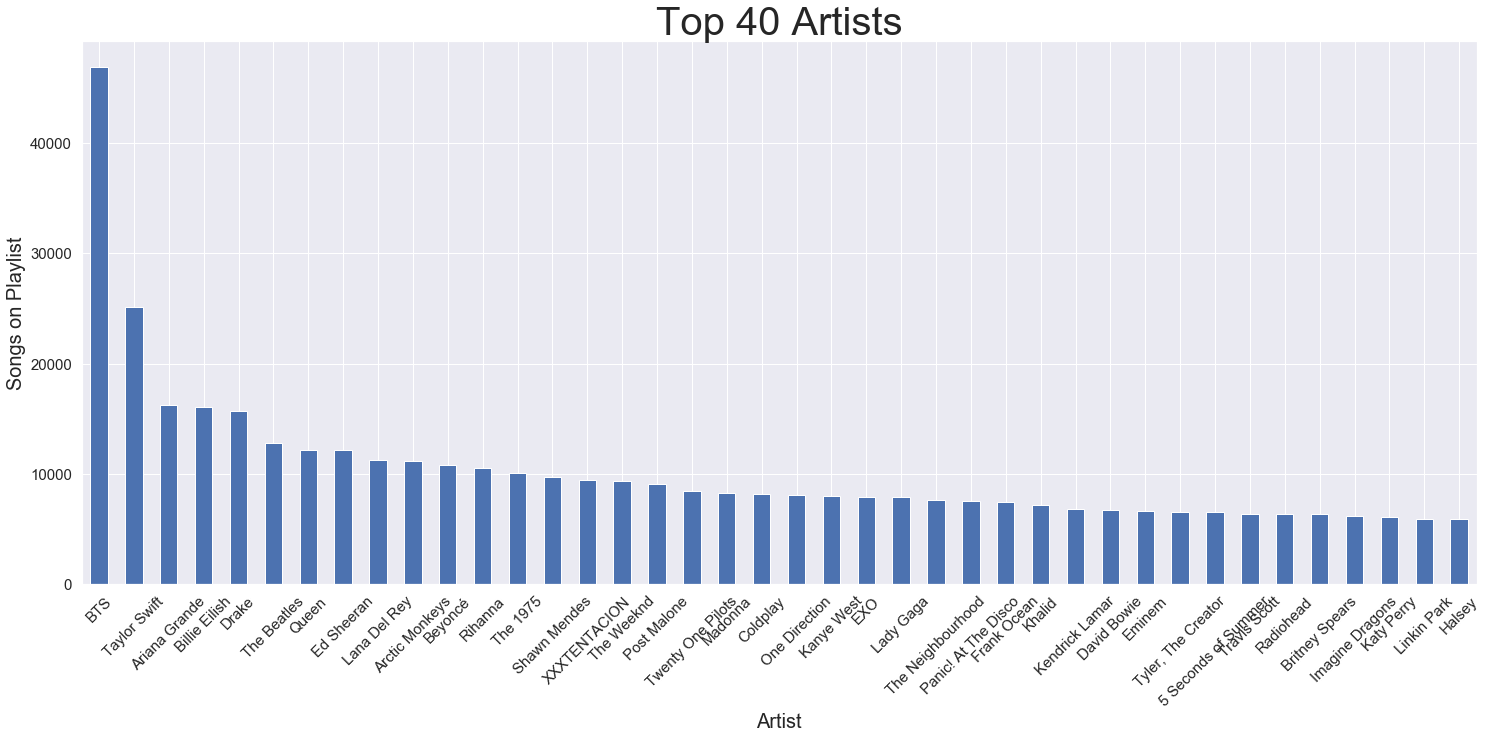 Top 40 Artists
Songs on Playlist
40000
30000
20000
10000
0
BTS
Taylor Swift
Ariana Grande
Billie Eilish
Drake
The Beatles
Queen
Ed Sheeran
Lana Del Rey
Arctic Monkeys
Beyoncé
Rihanna
The 1975
Shawn Mendes
XXXTENTACION
The Weeknd
Post Malone
Twenty One Pilots
Madonna
Coldplay
One Direction
Kanye West
EXO
Lady Gaga
The Neighbourhood
Panic! At The Disco
Frank Ocean
Khalid
Kendrick Lamar
David Bowie
Eminem
Tyler, The Creator
5 Seconds of Summer
Travis Scott
Radiohead
Britney Spears
Imagine Dragons
Katy Perry
Linkin Park
Halsey
Artist